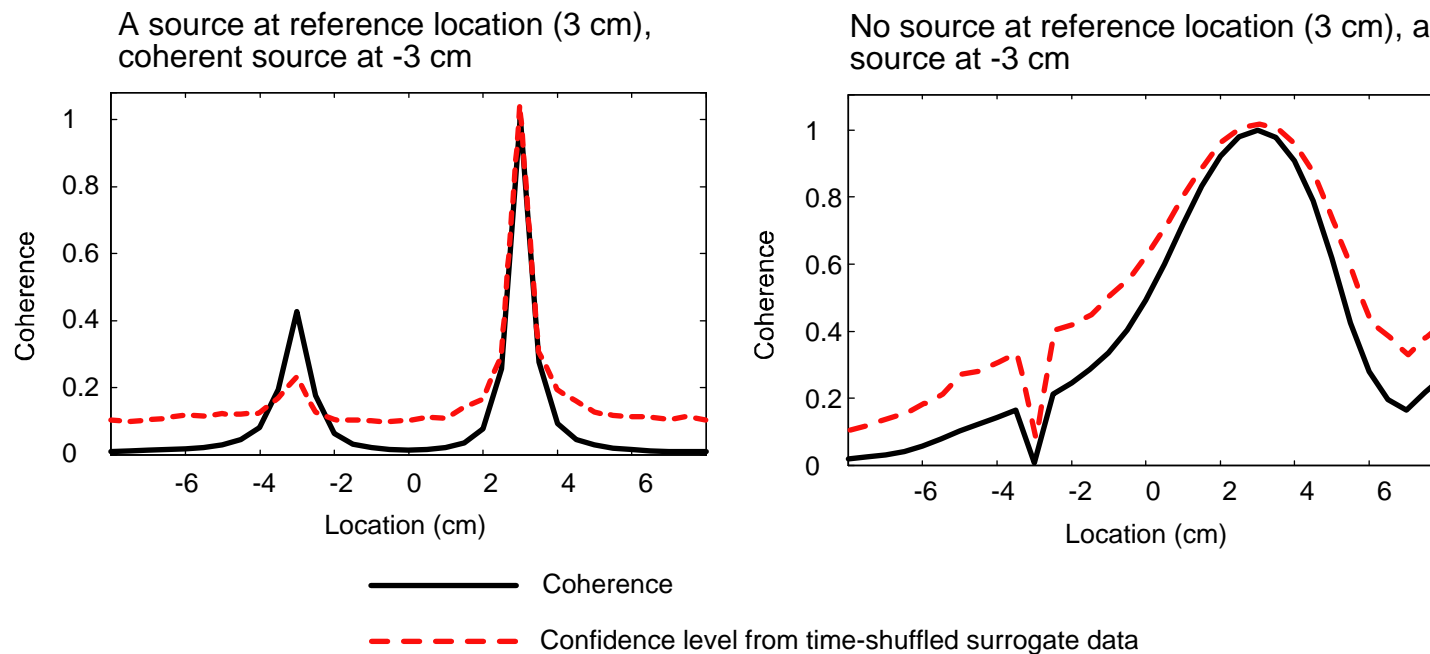 A source at reference location (3 cm),
coherent source at -3 cm
1
0.8
0.6
0.4
0.2
0
Coherence
-6
-4
-2
0
2
4
6
Location (cm)
No source at reference location (3 cm), a
source at -3 cm
1
0.8
0.6
0.4
0.2
0
Coherence
-6
-4
-2
0
2
4
6
Location (cm)
Coherence
Confidence level from time-shuffled surrogate data